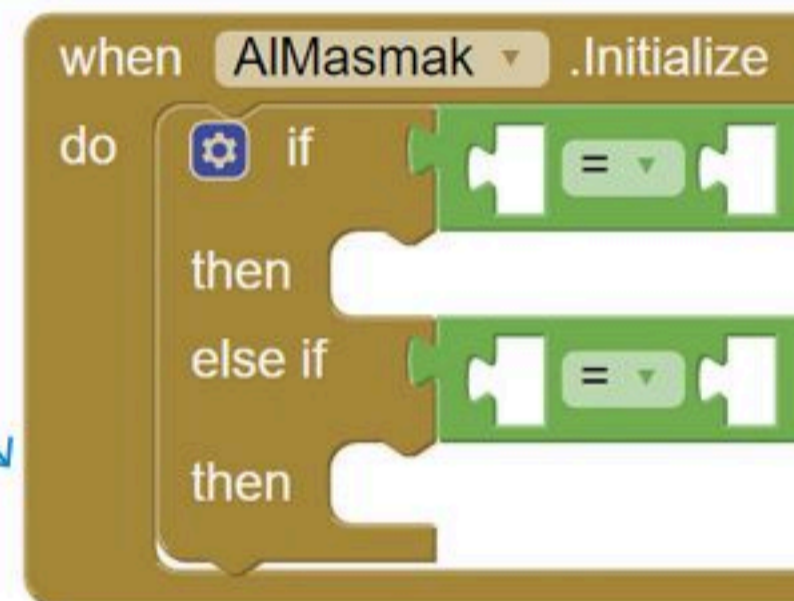 when AlMasmak .Initialize
do if =
then
else if =
then